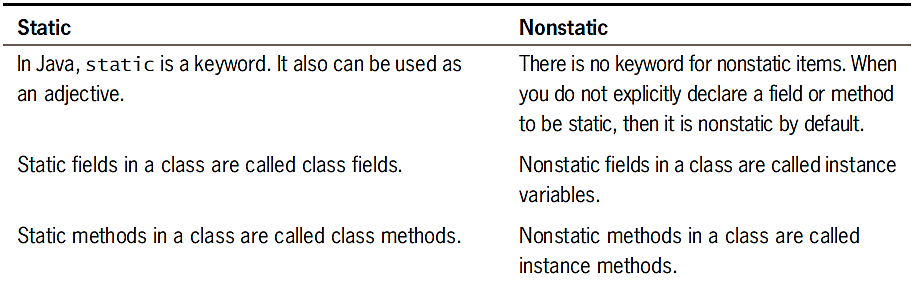 Static Nonstatic
In Java, static is a keyword. It also can be used as
an adjective.
There is no keyword for nonstatic items. When
you do not explicitly declare a field or method
to be static, then it is nonstatic by default.
Static fields in a class are called class fields.
Nonstatic fields in a class are called instance
variables.
Static methods in a class are called class methods.
Nonstatic methods in a class are called
instance methods.